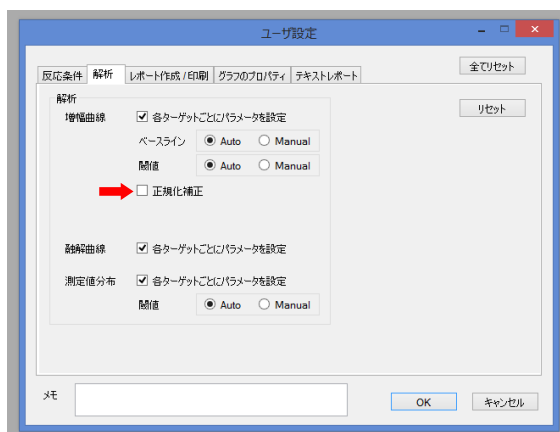 ユーザ設定
全てリセット
反応条件 解析 レポート作成 / 印刷 グラフのプロパティ テキストレポート
リセット
解析
増幅曲線 各ターゲットごとにパラメータを設定
ベースライン Auto Manual
閾値 Auto Manual
正規化補正
融解曲線 各ターゲットごとにパラメータを設定
測定値分布 各ターゲットごとにパラメータを設定
閾値 Auto Manual
メモ
OK キャンセル